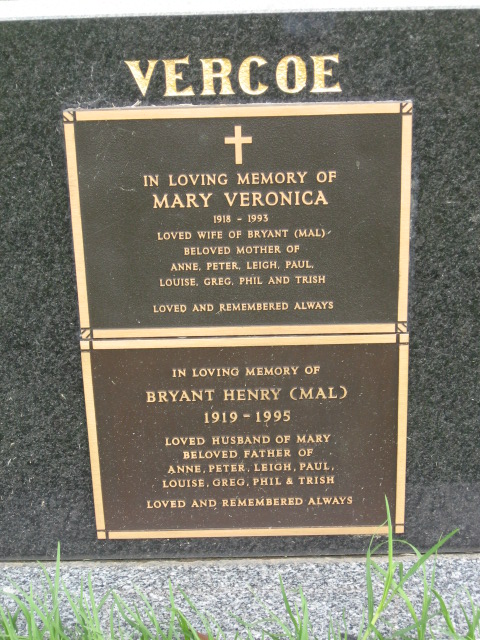 VERCOE
IN LOVING MEMORY OF
MARY VERONICA
1918 - 1993
LOVED WIFE OF BRYANT (MAL)
BELOVED MOTHER OF
ANNE, PETER, LEIGH, PAUL,
LOUISE, GREG, PHIL AND TRISH
LOVED AND REMEMBERED ALWAYS
IN LOVING MEMORY OF
BRYANT HENRY (MAL)
1919 - 1995
LOVED HUSBAND OF MARY
BELOVED FATHER OF
ANNE, PETER, LEIGH, PAUL,
LOUISE, GREG, PHIL & TRISH
LOVED AND REMEMBERED ALWAYS